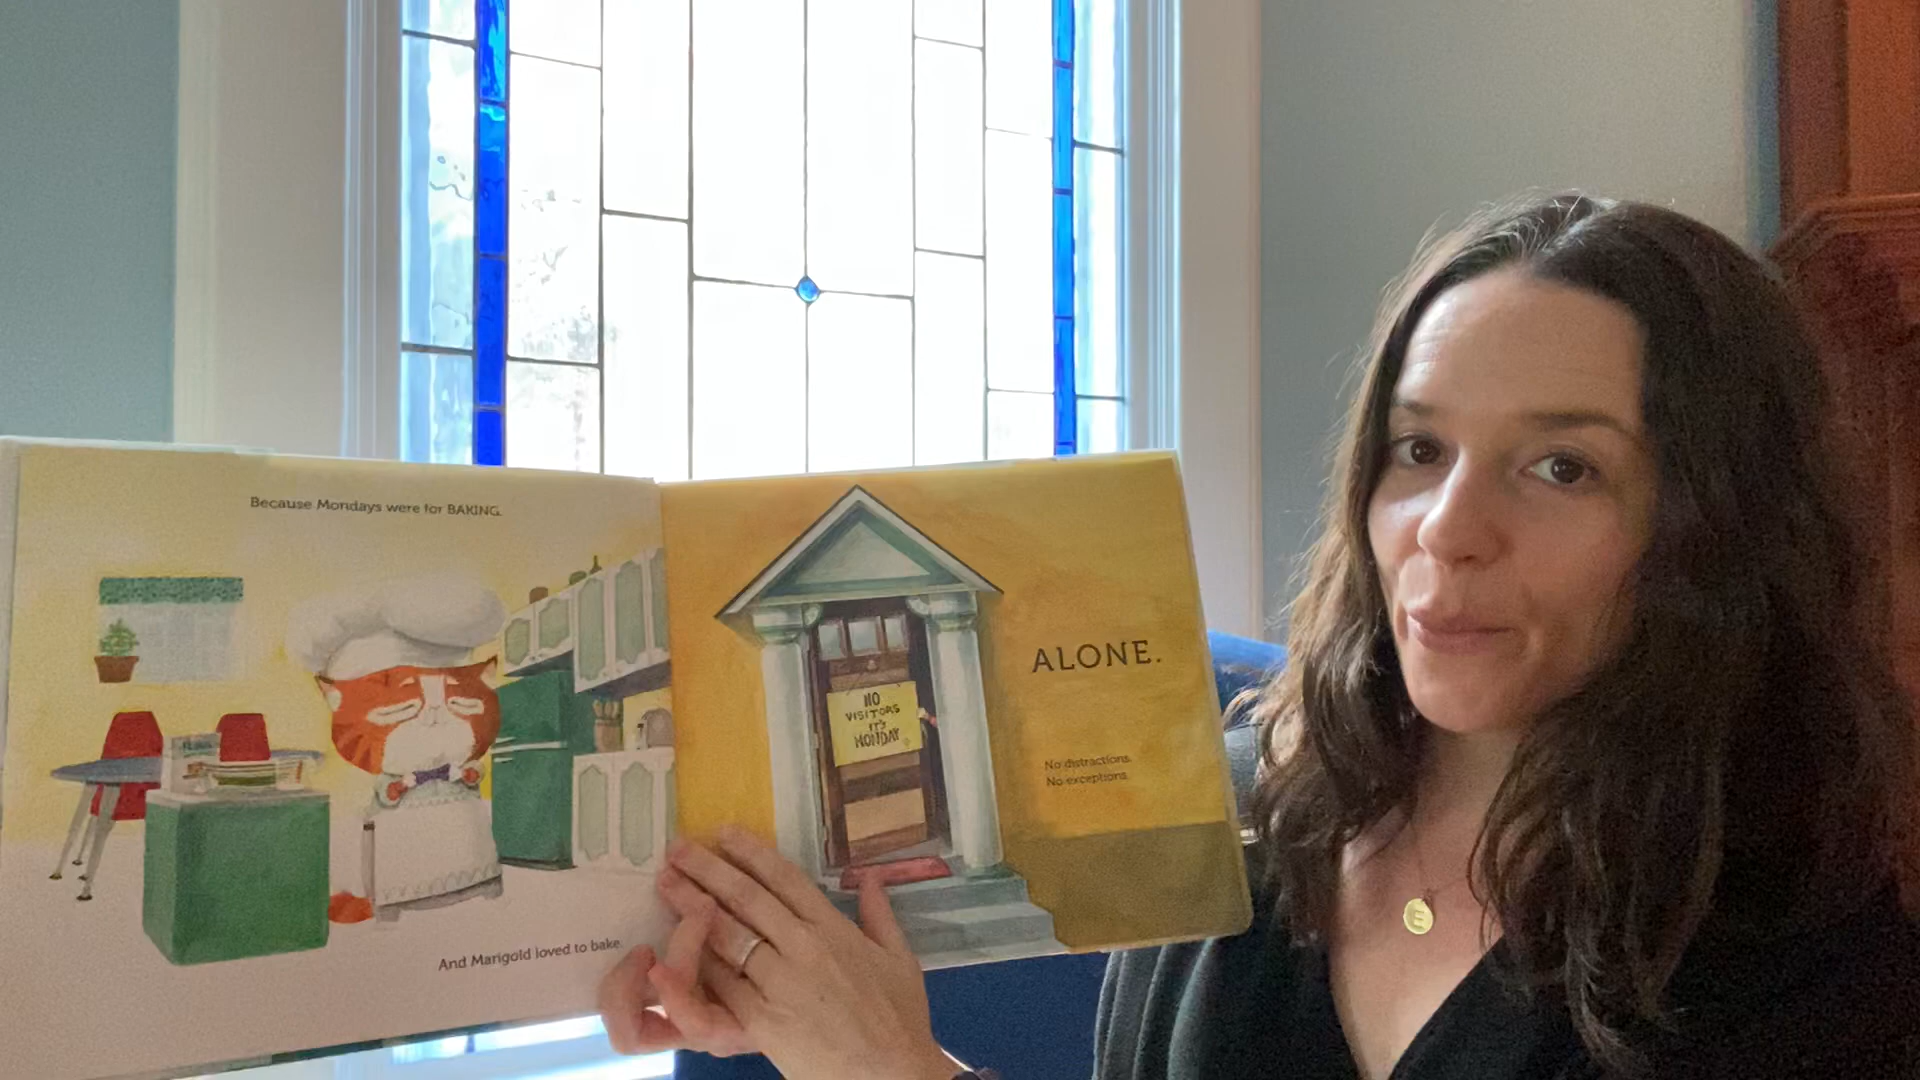 Because Mondays were for BAKING.
And Marigold loved to bake.
NO
VISITORS
IT'S
MONDAY
ALONE.
No distractions.
No exceptions.
E